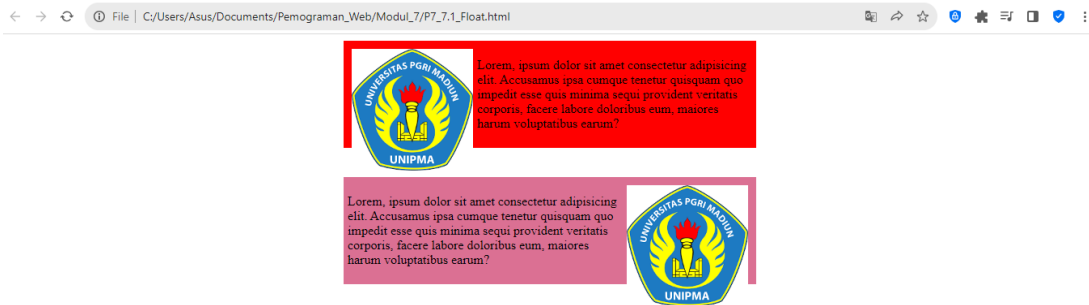 File C:/Users/Asus/Documents/Pemograman_Web/Modul_7/P7_7.1_Float.html
UNIVERSITAS PGRI MADIUN
UNIPMA
Lorem, ipsum dolor sit amet consectetur adipisicing
elit. Accusamus ipsa cumque tenetur quisquam quo
impedit esse quis minima sequi provident veritatis
corporis, facere labore doloribus eum, maiores
harum voluptatibus earum?
Lorem, ipsum dolor sit amet consectetur adipisicing
elit. Accusamus ipsa cumque tenetur quisquam quo
impedit esse quis minima sequi provident veritatis
corporis, facere labore doloribus eum, maiores
harum voluptatibus earum?
UNIVERSITAS PGRI MADIUN
UNIPMA